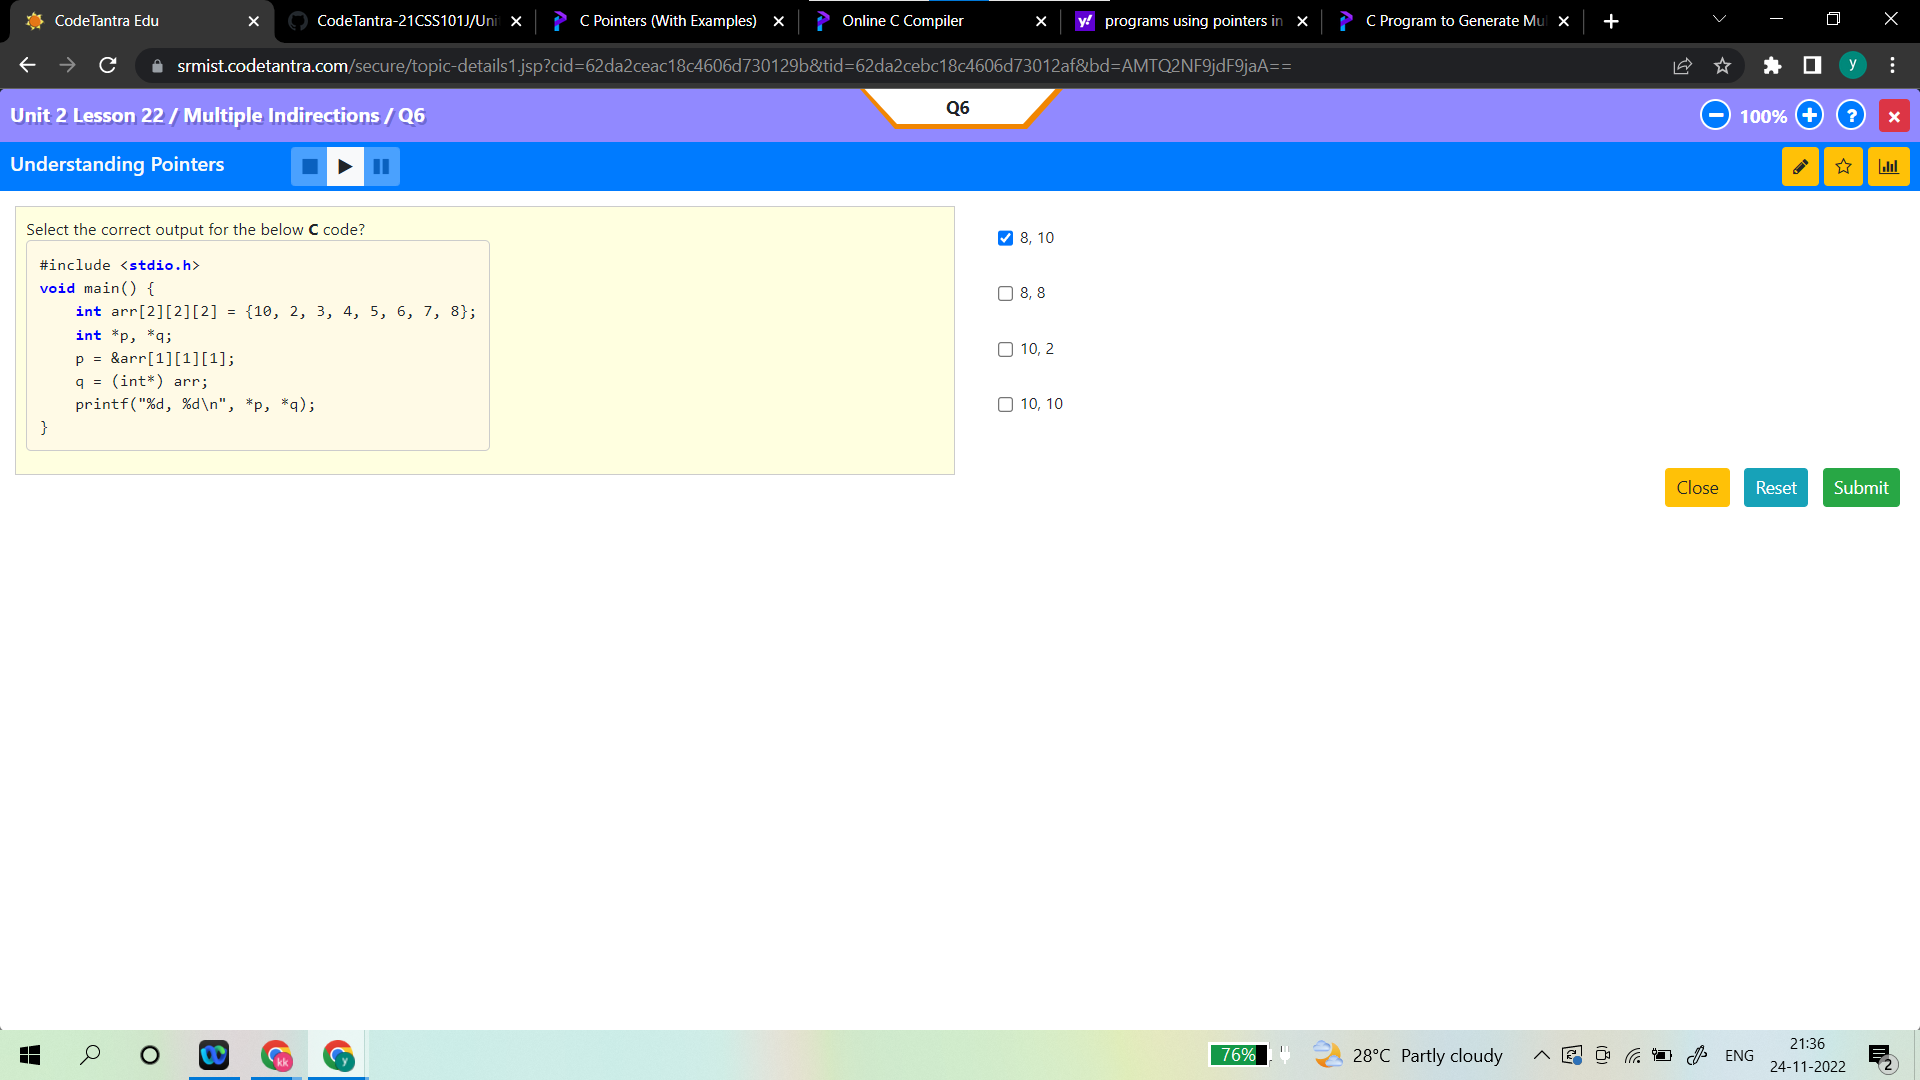 CodeTantra Edu
CodeTantra-21CSS101J/Uni
C Pointers (With Examples)
Online C Compiler
programs using pointers in
C Program to Generate Mul
srmist.codetantra.com/secure/topic-details1.jsp?cid=62da2ceac18c4606d730129b&tid=62da2cebc18c4606d73012af&bd=AMTQ2NF9jdF9jaA==
y
Unit 2 Lesson 22 / Multiple Indirections / Q6
Q6
100%
?
Understanding Pointers
Select the correct output for the below C code?
#include <stdio.h>
void main() {
int arr[2][2][2] = {10, 2, 3, 4, 5, 6, 7, 8};
int *p, *q;
p = &arr[1][1][1];
q = (int*) arr;
printf("%d, %d\n", *p, *q);
}
8, 10
8, 8
10, 2
10, 10
Close
Reset
Submit
kk
y
76%
28°C Partly cloudy
ENG
21:36
24-11-2022
2